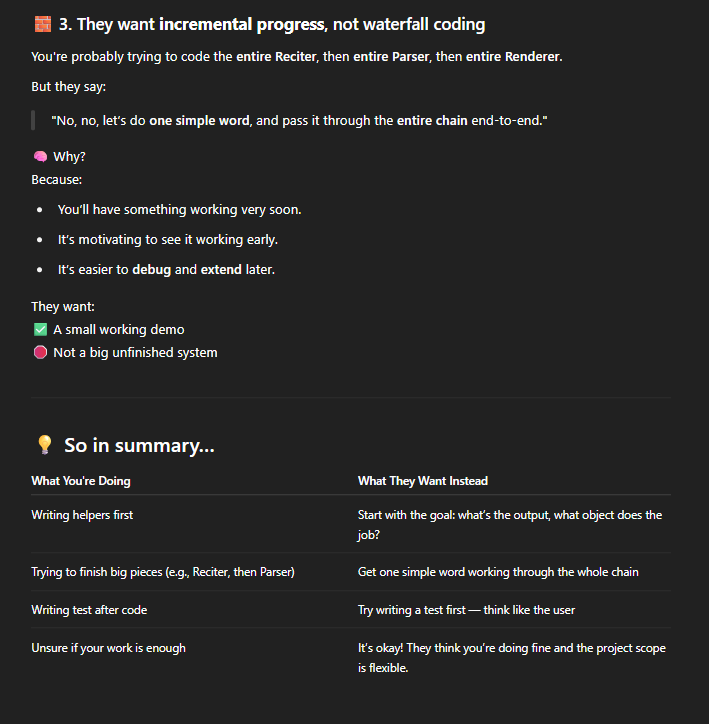 🧱 3. They want incremental progress, not waterfall coding
You're probably trying to code the entire Reciter, then entire Parser, then entire Renderer.
But they say:
"No, no, let's do one simple word, and pass it through the entire chain end-to-end."
🧠 Why?
Because:
• You'll have something working very soon.
• It's motivating to see it working early.
• It's easier to debug and extend later.
They want:
✅ A small working demo
🛑 Not a big unfinished system
💡 So in summary...
What You're Doing What They Want Instead
Writing helpers first Start with the goal: what's the output, what object does the
job?
Trying to finish big pieces (e.g., Reciter, then Parser) Get one simple word working through the whole chain
Writing test after code Try writing a test first — think like the user
Unsure if your work is enough It's okay! They think you're doing fine and the project scope
is flexible.